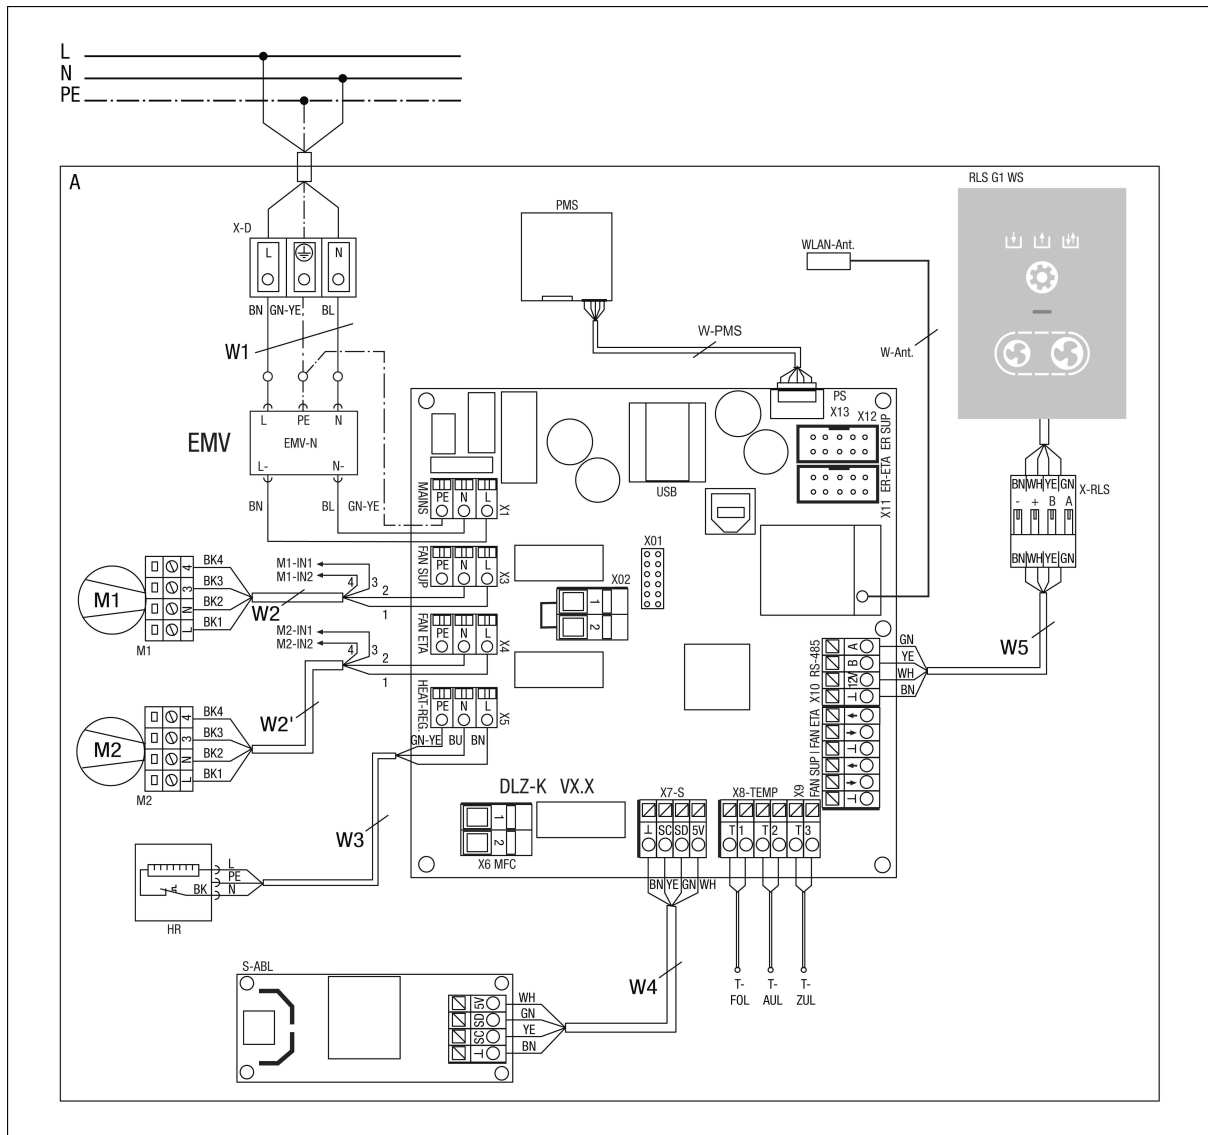 L
N
PE
A
RLS G1 WS
PMS
X-D
WLAN-Ant.
L
N
BN GN-YE BL
W-PMS
W1
W-Ant.
L PE N
EMV
EMV-N
L- N-
PS
X13 X12
ER SUP
ER-ETA
X11
USB
BN BL GN-YE
MAINS
PE N L
X1
BN WH YE GN
- + B A
X-RLS
BN WH YE GN
X01
X02
1
2
M1
BK4
BK3
BK2
BK1
4
3
N
L
M1
M1-IN1
M1-IN2
4 3
2
1
W2
FAN SUP
PE N L
X3
M2-IN1
M2-IN2
4 3
2
1
FAN ETA
PE N L
X4
W2'
M2
BK4
BK3
BK2
BK1
4
3
N
L
M2
HEAT-REG.
PE N L
X5
GN-YE BU BN
GN
YE
WH
BN
W5
X10 RS-485
A
B
12V
⊥
FAN SUP | FAN ETA
←
→
⊥
←
→
⊥
X9
DLZ-K VX.X
1
2
X6 MFC
X7-S
⊥ SC SD 5V
BN YE GN WH
X8-TEMP
T 1 T 2 T 3
W3
L
PE
BK N
HR
W4
T-
FOL
T-
AUL
T-
ZUL
S-ABL
5V
SD
SC
⊥
WH
GN
YE
BN